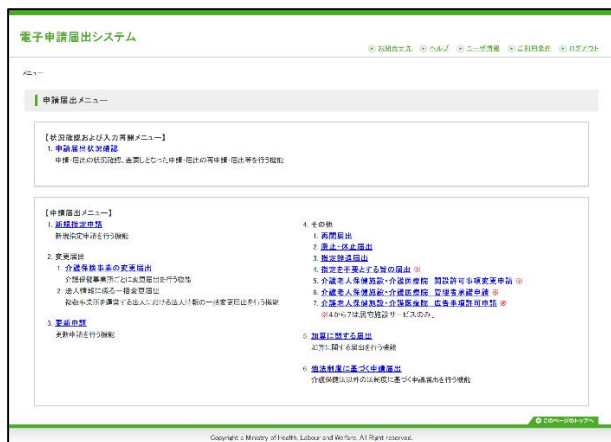 電子申請届出システム
お問合せ先 ヘルプ ユーザ情報 ご利用条件 ログアウト
メニュー
申請届出メニュー
【状況確認および入力再開メニュー】
1. 申請届出状況確認
申請・届出の状況確認、差戻しとなった申請・届出の再申請・届出等を行う機能
【申請届出メニュー】
1. 新規指定申請
新規指定申請を行う機能
2. 変更届出
1. 介護保険事業の変更届出
介護保険事業所ごとに変更届出を行う機能
2. 法人情報に係る一括変更届出
複数事業所を運営する法人における法人情報の一括変更届出を行う機能
3. 更新申請
更新申請を行う機能
4. その他
1. 再開届出
2. 廃止・休止届出
3. 指定辞退届出
4. 指定を不要とする旨の届出 ※
5. 介護老人保健施設・介護医療院 開設許可事項変更申請 ※
6. 介護老人保健施設・介護医療院 管理者承認申請 ※
7. 介護老人保健施設・介護医療院 広告事項許可申請 ※
※4から7は居宅施設サービスのみ。
5. 加算に関する届出
加算に関する届出を行う機能
6. 他法制度に基づく申請届出
介護保険法以外の法制度に基づく申請届出を行う機能
このページのトップへ
Copyright c Ministry of Health, Labour and Welfare, All Right reserved.